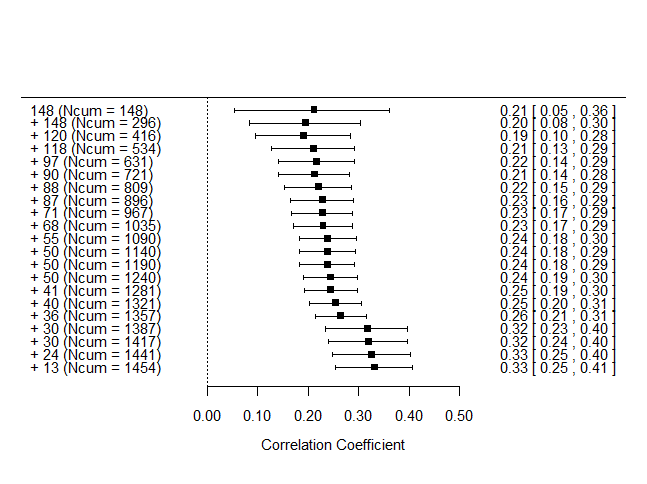 148 (Ncum = 148) 0.21 [ 0.05 , 0.36 ]
+ 148 (Ncum = 296) 0.20 [ 0.08 , 0.30 ]
+ 120 (Ncum = 416) 0.19 [ 0.10 , 0.28 ]
+ 118 (Ncum = 534) 0.21 [ 0.13 , 0.29 ]
+ 97 (Ncum = 631) 0.22 [ 0.14 , 0.29 ]
+ 90 (Ncum = 721) 0.21 [ 0.14 , 0.28 ]
+ 88 (Ncum = 809) 0.22 [ 0.15 , 0.29 ]
+ 87 (Ncum = 896) 0.23 [ 0.16 , 0.29 ]
+ 71 (Ncum = 967) 0.23 [ 0.17 , 0.29 ]
+ 68 (Ncum = 1035) 0.23 [ 0.17 , 0.29 ]
+ 55 (Ncum = 1090) 0.24 [ 0.18 , 0.30 ]
+ 50 (Ncum = 1140) 0.24 [ 0.18 , 0.29 ]
+ 50 (Ncum = 1190) 0.24 [ 0.18 , 0.29 ]
+ 50 (Ncum = 1240) 0.24 [ 0.19 , 0.30 ]
+ 41 (Ncum = 1281) 0.25 [ 0.19 , 0.30 ]
+ 40 (Ncum = 1321) 0.25 [ 0.20 , 0.31 ]
+ 36 (Ncum = 1357) 0.26 [ 0.21 , 0.31 ]
+ 30 (Ncum = 1387) 0.32 [ 0.23 , 0.40 ]
+ 30 (Ncum = 1417) 0.32 [ 0.24 , 0.40 ]
+ 24 (Ncum = 1441) 0.33 [ 0.25 , 0.40 ]
+ 13 (Ncum = 1454) 0.33 [ 0.25 , 0.41 ]
0.00 0.10 0.20 0.30 0.40 0.50
Correlation Coefficient